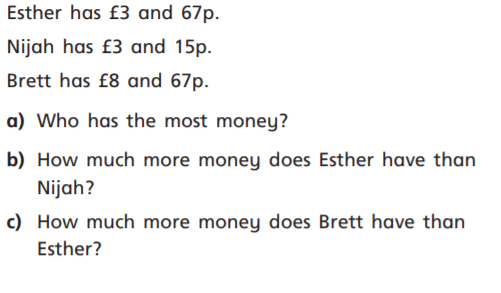 Esther has £3 and 67p.
Nijah has £3 and 15p.
Brett has £8 and 67p.
a) Who has the most money?
b) How much more money does Esther have than
Nijah?
c) How much more money does Brett have than
Esther?